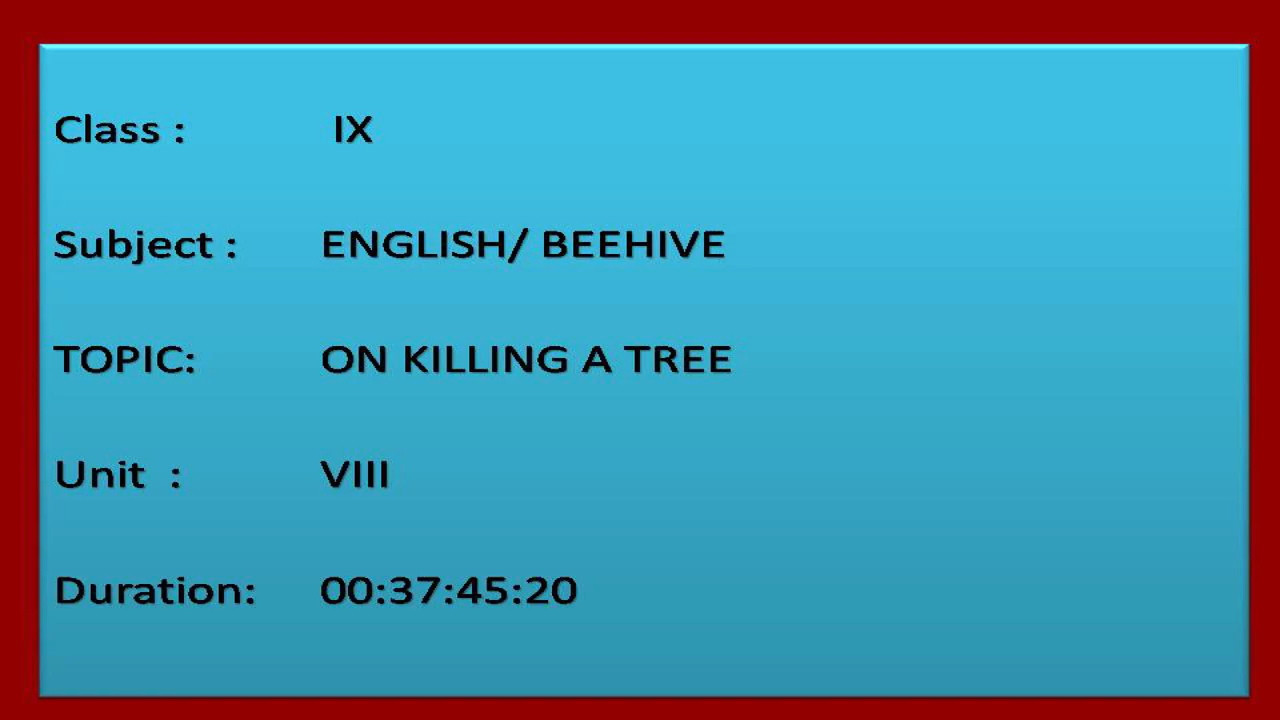 Class : IX
Subject : ENGLISH/ BEEHIVE
TOPIC: ON KILLING A TREE
Unit : VIII
Duration: 00:37:45:20